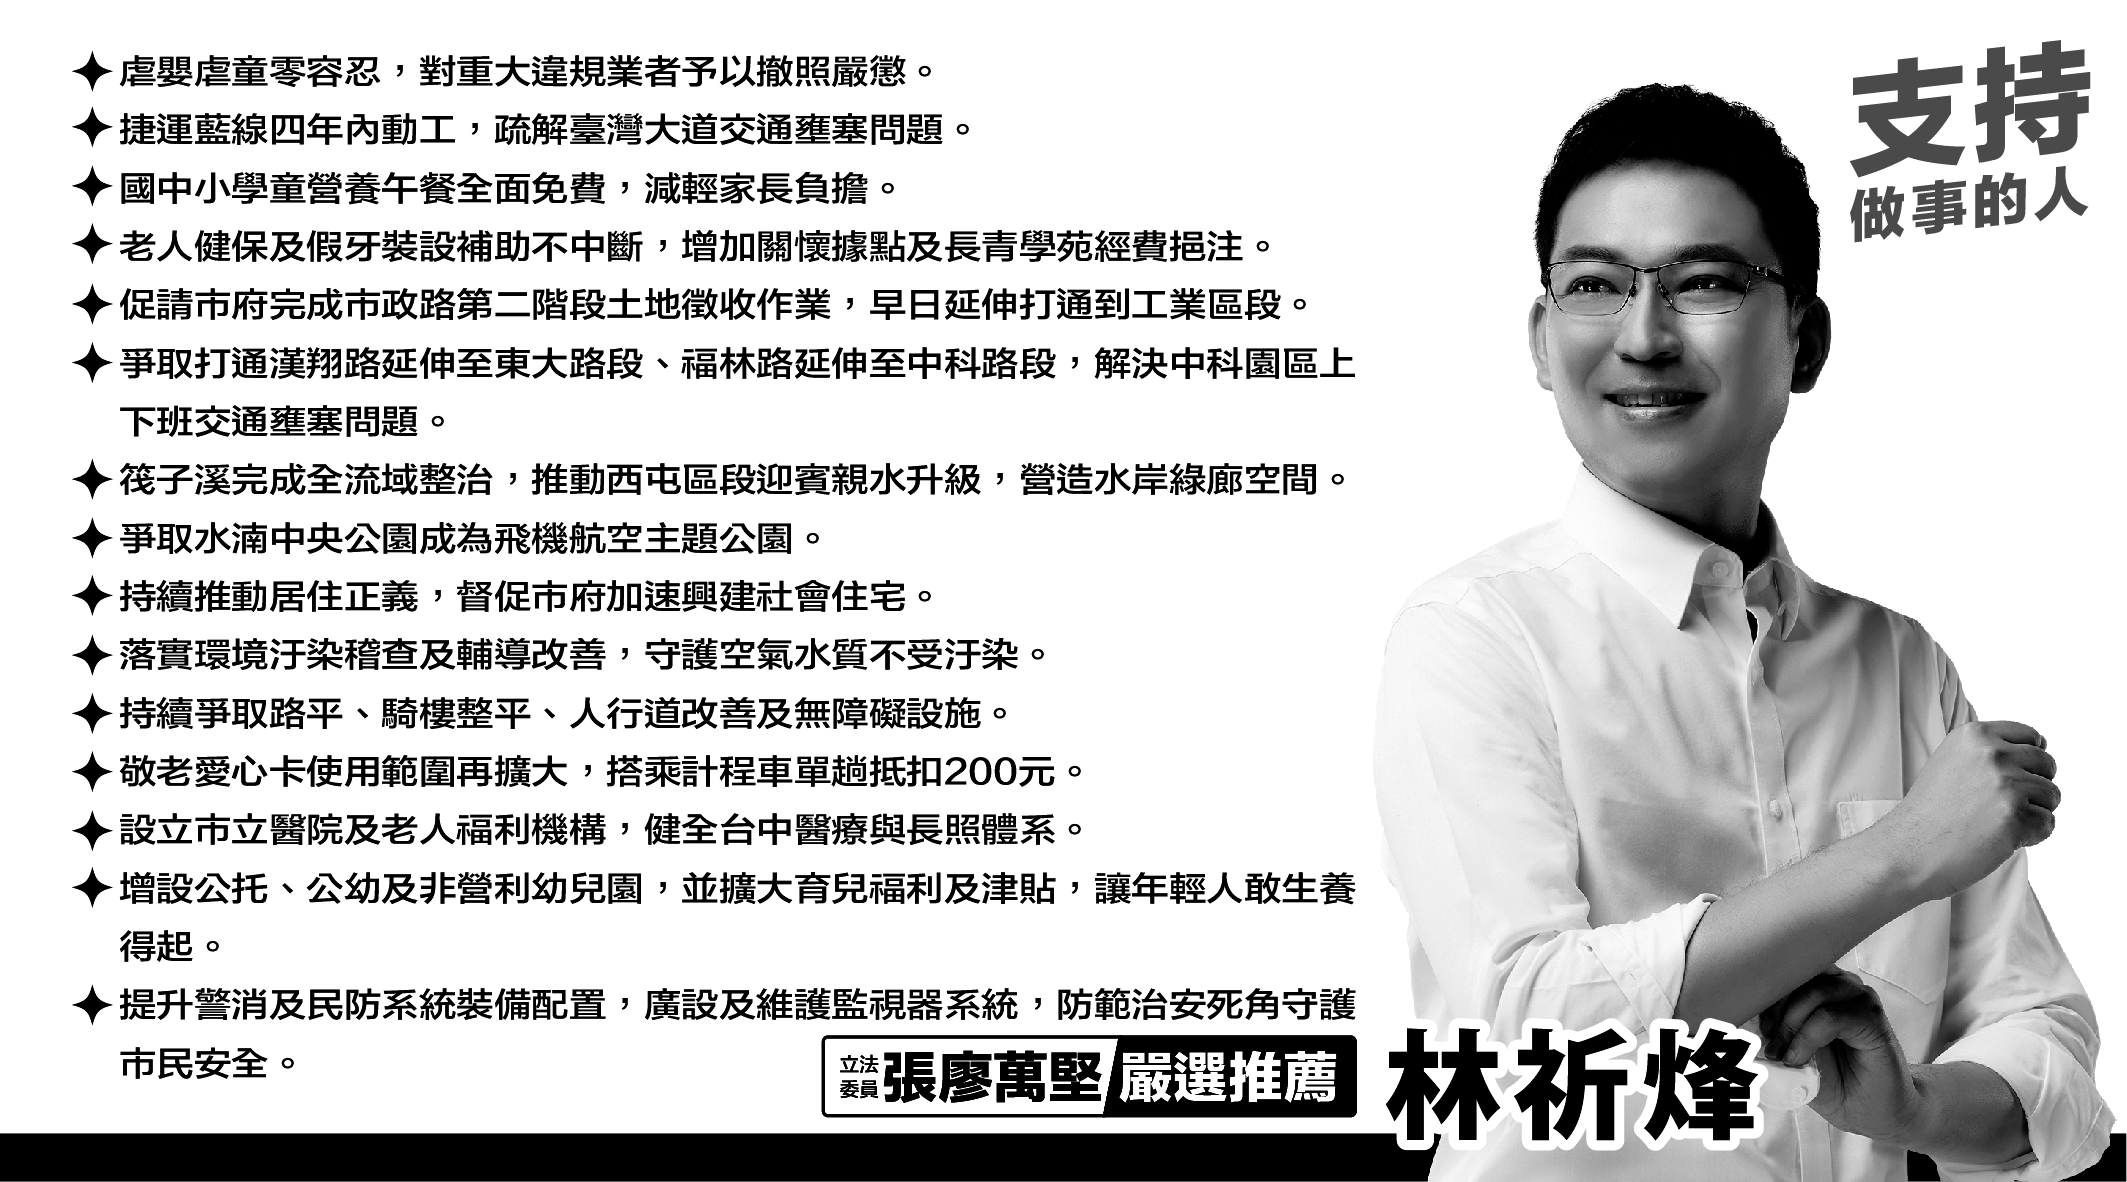 虐嬰虐童零容忍，對重大違規業者予以撤照嚴懲。
捷運藍線四年內動工，疏解臺灣大道交通壅塞問題。
國中小學童營養午餐全面免費，減輕家長負擔。
老人健保及假牙裝設補助不中斷，增加關懷據點及長青學苑經費挹注。
促請市府完成市政路第二階段土地徵收作業，早日延伸打通到工業區段。
爭取打通漢翔路延伸至東大路段、福林路延伸至中科路段，解決中科園區上
下班交通壅塞問題。
筏子溪完成全流域整治，推動西屯區段迎賓親水升級，營造水岸綠廊空間。
爭取水湳中央公園成為飛機航空主題公園。
持續推動居住正義，督促市府加速興建社會住宅。
落實環境汙染稽查及輔導改善，守護空氣水質不受汙染。
持續爭取路平、騎樓整平、人行道改善及無障礙設施。
敬老愛心卡使用範圍再擴大，搭乘計程車單趟抵扣200元。
設立市立醫院及老人福利機構，健全台中醫療與長照體系。
增設公托、公幼及非營利幼兒園，並擴大育兒福利及津貼，讓年輕人敢生養
得起。
提升警消及民防系統裝備配置，廣設及維護監視器系統，防範治安死角守護
市民安全。
立法委員 張廖萬堅 嚴選推薦
林祈烽
支持
做事的人